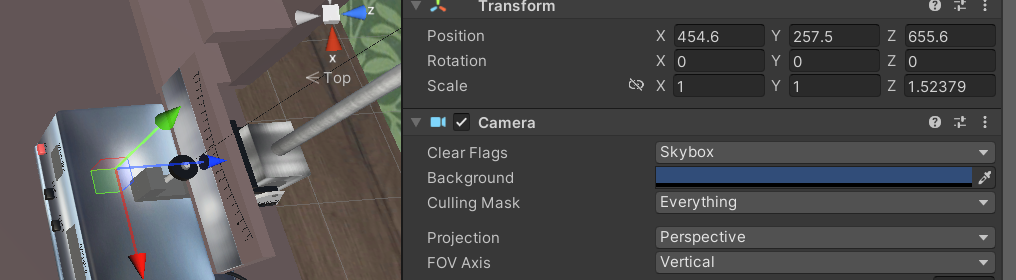 Transform
z
Position X 454.6 Y 257.5 Z 655.6
Rotation X 0 Y 0 Z 0
x
Top
Scale X 1 Y 1 Z 1.52379
Camera
Clear Flags Skybox
Background
Culling Mask Everything
Projection Perspective
FOV Axis Vertical